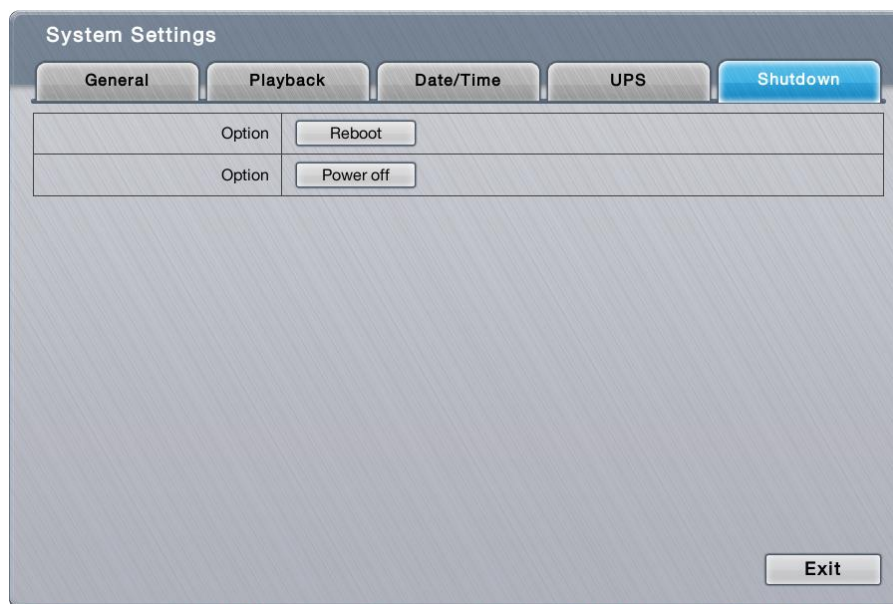 System Settings
General Playback Date/Time UPS Shutdown
Option Reboot
Option Power off
Exit